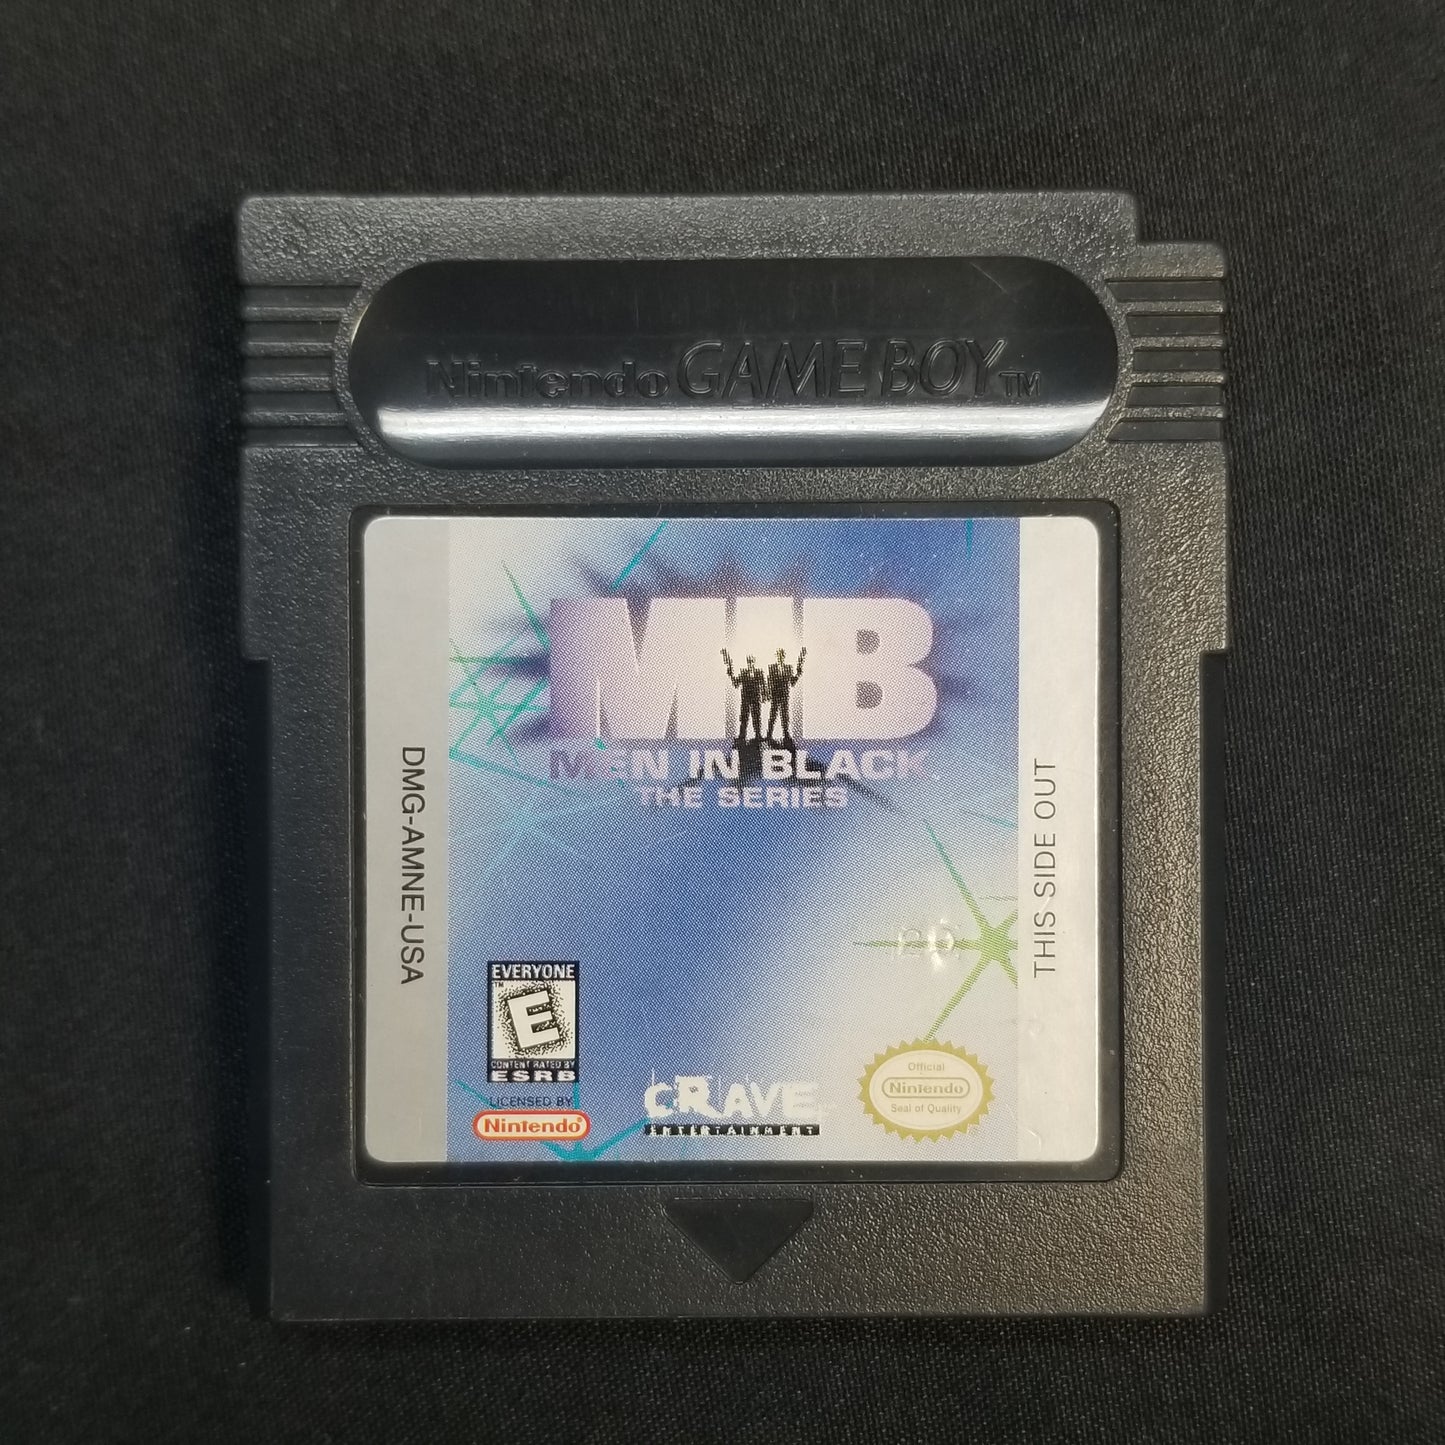 Nintendo GAME BOY TM
MIB
MEN IN BLACK
THE SERIES
DMG-AMNE-USA
THIS SIDE OUT
EVERYONE
TM
E
CONTENT RATED BY
ESRB
LICENSED BY
Nintendo®
CRAVE
ENTERTAINMENT
Official
Nintendo
Seal of Quality